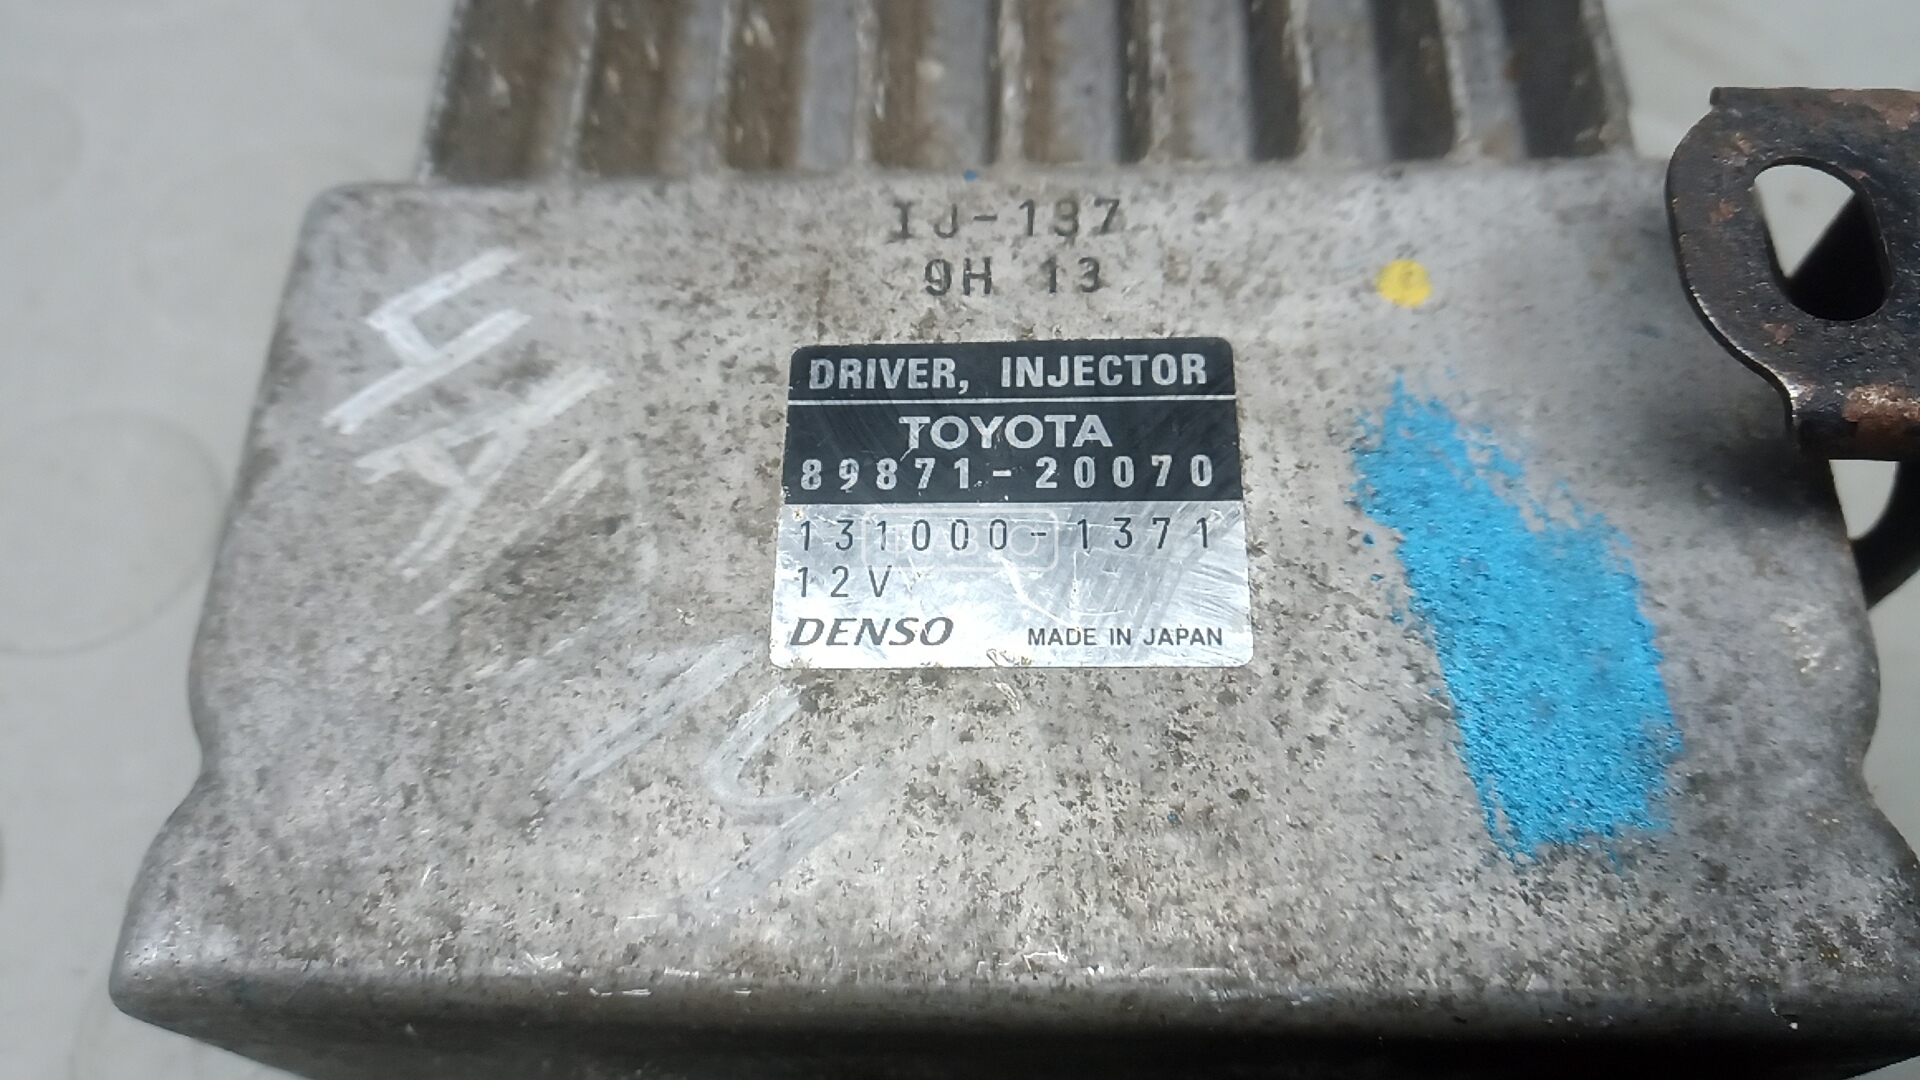 IJ-137
9H 13
DRIVER, INJECTOR
TOYOTA
89871-20070
131000-1371
12V
DENSO MADE IN JAPAN